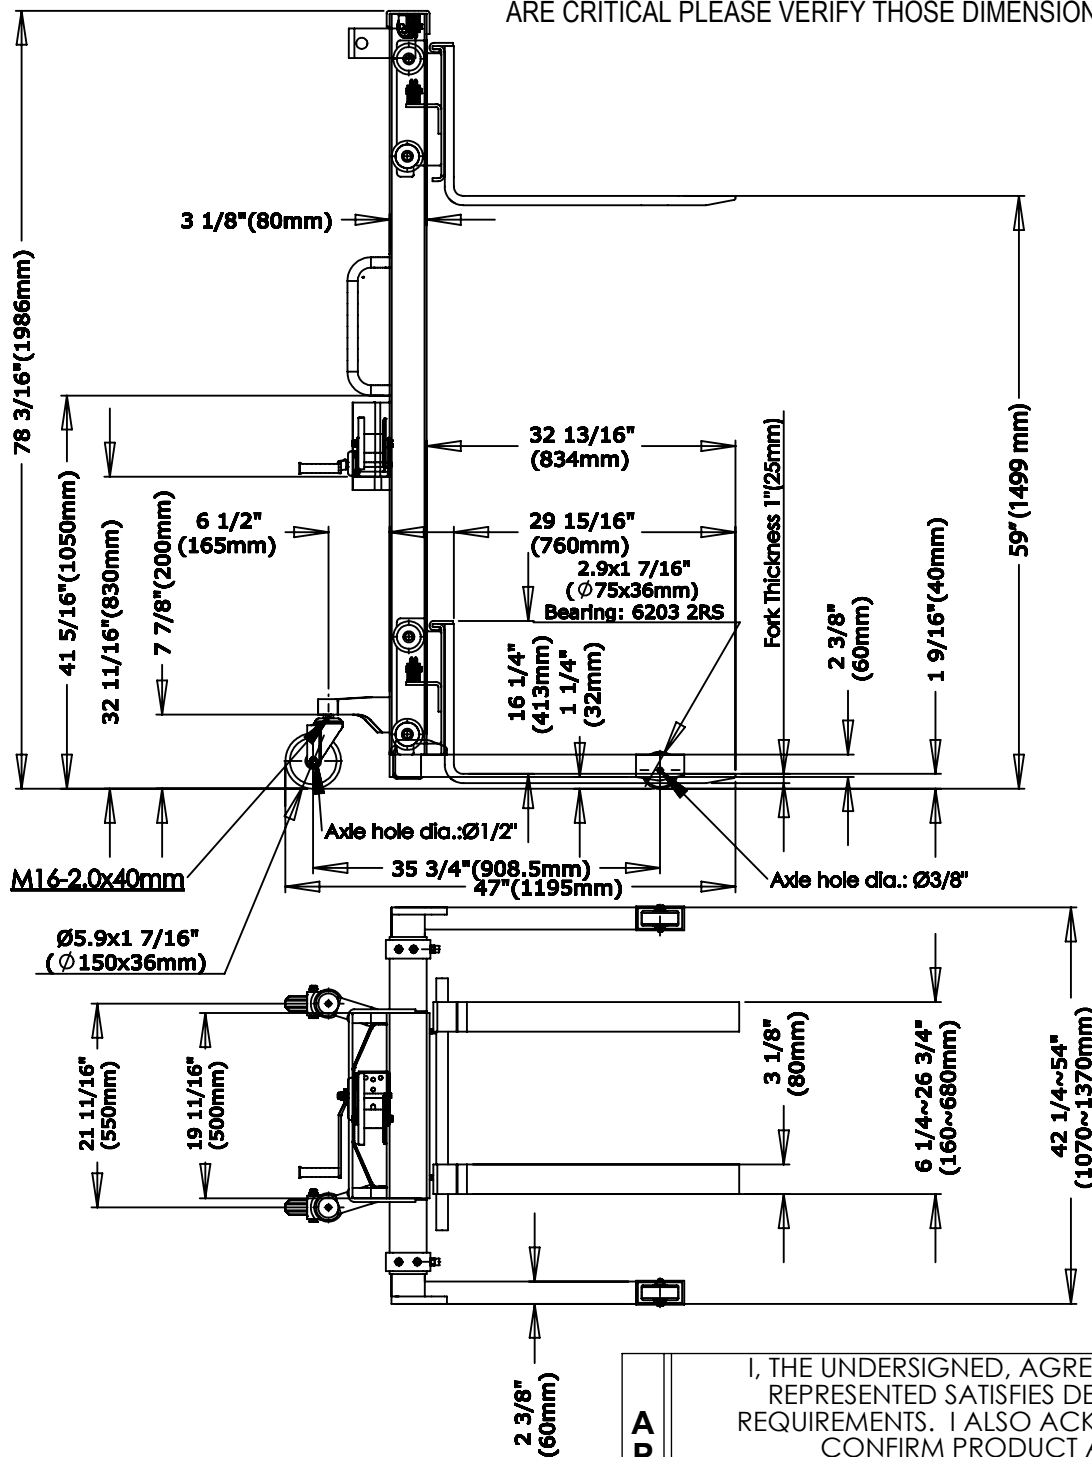 ARE CRITICAL PLEASE VERIFY THOSE DIMENSION
78 3/16"(1986mm)
3 1/8"(80mm)
41 5/16"(1050mm)
32 11/16"(830mm)
7 7/8"(200mm)
6 1/2"
(165mm)
32 13/16"
(834mm)
29 15/16"
(760mm)
2.9x1 7/16"
(∅75x36mm)
Bearing: 6203 2RS
16 1/4"
(413mm)
1 1/4"
(32mm)
Fork Thickness 1"(25mm)
2 3/8"
(60mm)
1 9/16"(40mm)
59" (1499 mm)
Axle hole dia.:Ø1/2"
M16-2.0x40mm
35 3/4"(908.5mm)
47"(1195mm)
Axle hole dia.: Ø3/8"
Ø5.9x1 7/16"
(∅150x36mm)
21 11/16"
(550mm)
19 11/16"
(500mm)
3 1/8"
(80mm)
6 1/4~26 3/4"
(160~680mm)
42 1/4~54"
(1070~1370mm)
2 3/8"
(60mm)
I, THE UNDERSIGNED, AGRE
REPRESENTED SATISFIES DE
REQUIREMENTS. I ALSO ACK
CONFIRM PRODUCT A
A